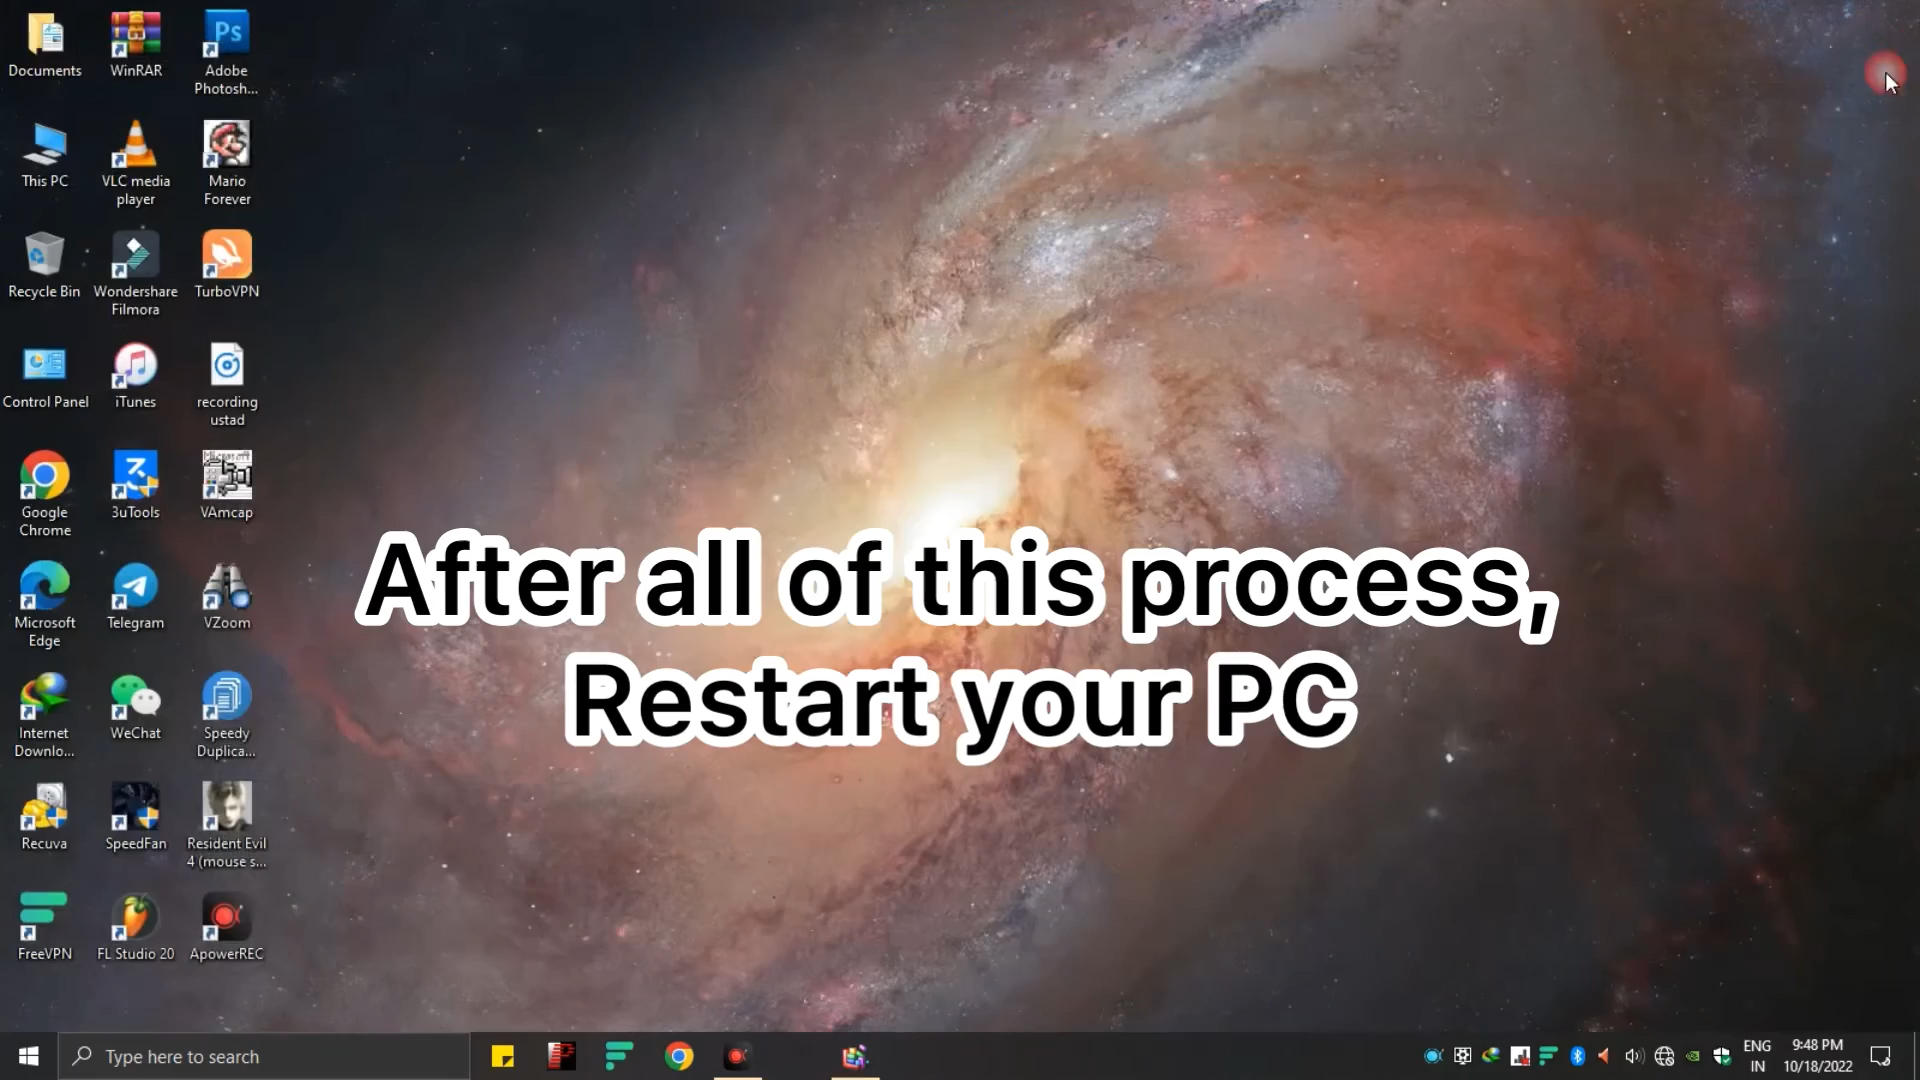 Documents
WinRAR
Adobe
Photosh...
This PC
VLC media
player
Mario
Forever
Recycle Bin
Wondershare
Filmora
TurboVPN
Control Panel
iTunes
recording
ustad
Google
Chrome
3uTools
VAmcap
Microsoft
Edge
Telegram
VZoom
Internet
Downlo...
WeChat
Speedy
Duplica...
Recuva
SpeedFan
Resident Evil
4 (mouse s...
FreeVPN
FL Studio 20
ApowerREC
After all of this process,
Restart your PC
Type here to search
ENG
IN
9:48 PM
10/18/2022